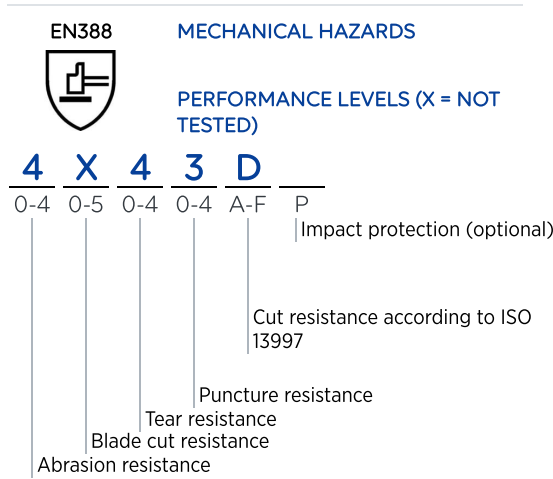 EN388
MECHANICAL HAZARDS
PERFORMANCE LEVELS (X = NOT
TESTED)
4 X 4 3 D
0-4 0-5 0-4 0-4 A-F P
Impact protection (optional)
Cut resistance according to ISO
13997
Puncture resistance
Tear resistance
Blade cut resistance
Abrasion resistance